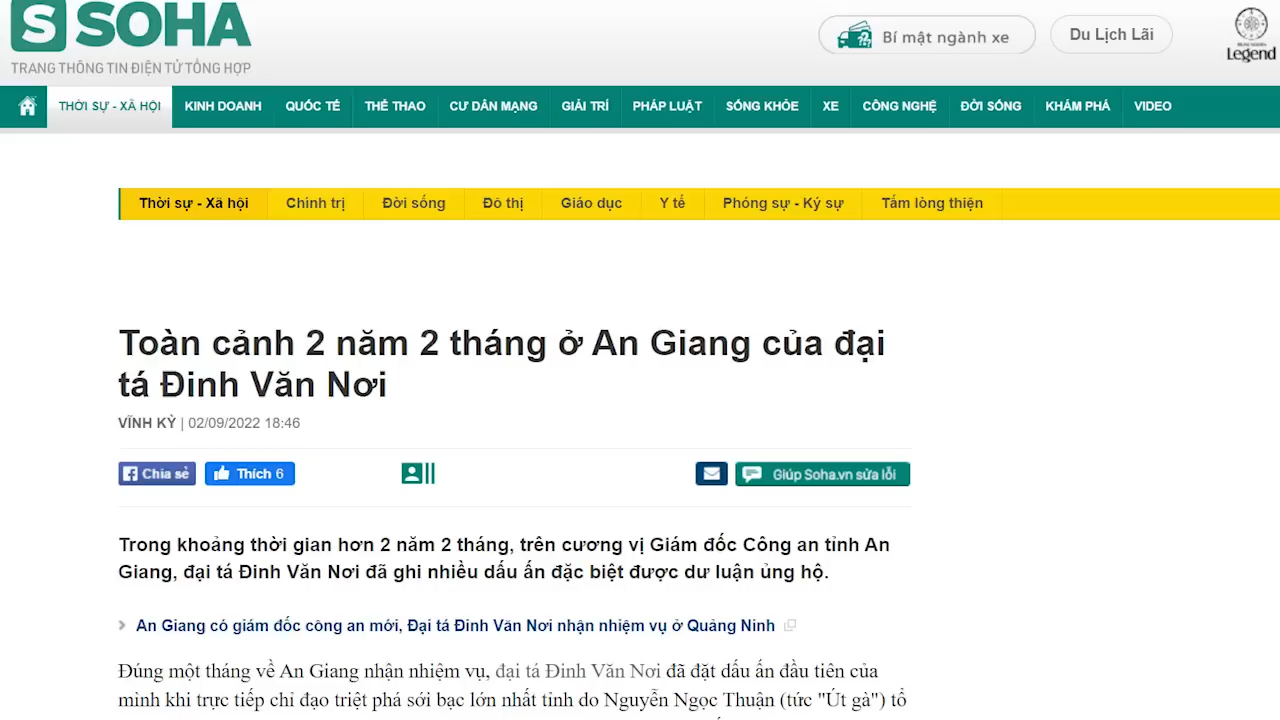 SOHA
TRANG THÔNG TIN ĐIỆN TỬ TỔNG HỢP
Bí mật ngành xe
Du Lịch Lãi
Legend
THỜI SỰ - XÃ HỘI KINH DOANH QUỐC TẾ THỂ THAO CƯ DÂN MẠNG GIẢI TRÍ PHÁP LUẬT SỐNG KHỎE XE CÔNG NGHỆ ĐỜI SỐNG KHÁM PHÁ VIDEO
Thời sự - Xã hội Chính trị Đời sống Đô thị Giáo dục Y tế Phóng sự - Ký sự Tấm lòng thiện
Toàn cảnh 2 năm 2 tháng ở An Giang của đại
tá Đinh Văn Nơi
VĨNH KỲ | 02/09/2022 18:46
Chia sẻ Thích 6 Giúp Soha.vn sửa lỗi
Trong khoảng thời gian hơn 2 năm 2 tháng, trên cương vị Giám đốc Công an tỉnh An
Giang, đại tá Đinh Văn Nơi đã ghi nhiều dấu ấn đặc biệt được dư luận ủng hộ.
An Giang có giám đốc công an mới, Đại tá Đinh Văn Nơi nhận nhiệm vụ ở Quảng Ninh
Đúng một tháng về An Giang nhận nhiệm vụ, đại tá Đinh Văn Nơi đã đặt dấu ấn đầu tiên của
mình khi trực tiếp chỉ đạo triệt phá sới bạc lớn nhất tỉnh do Nguyễn Ngọc Thuận (tức "Út gà") tổ